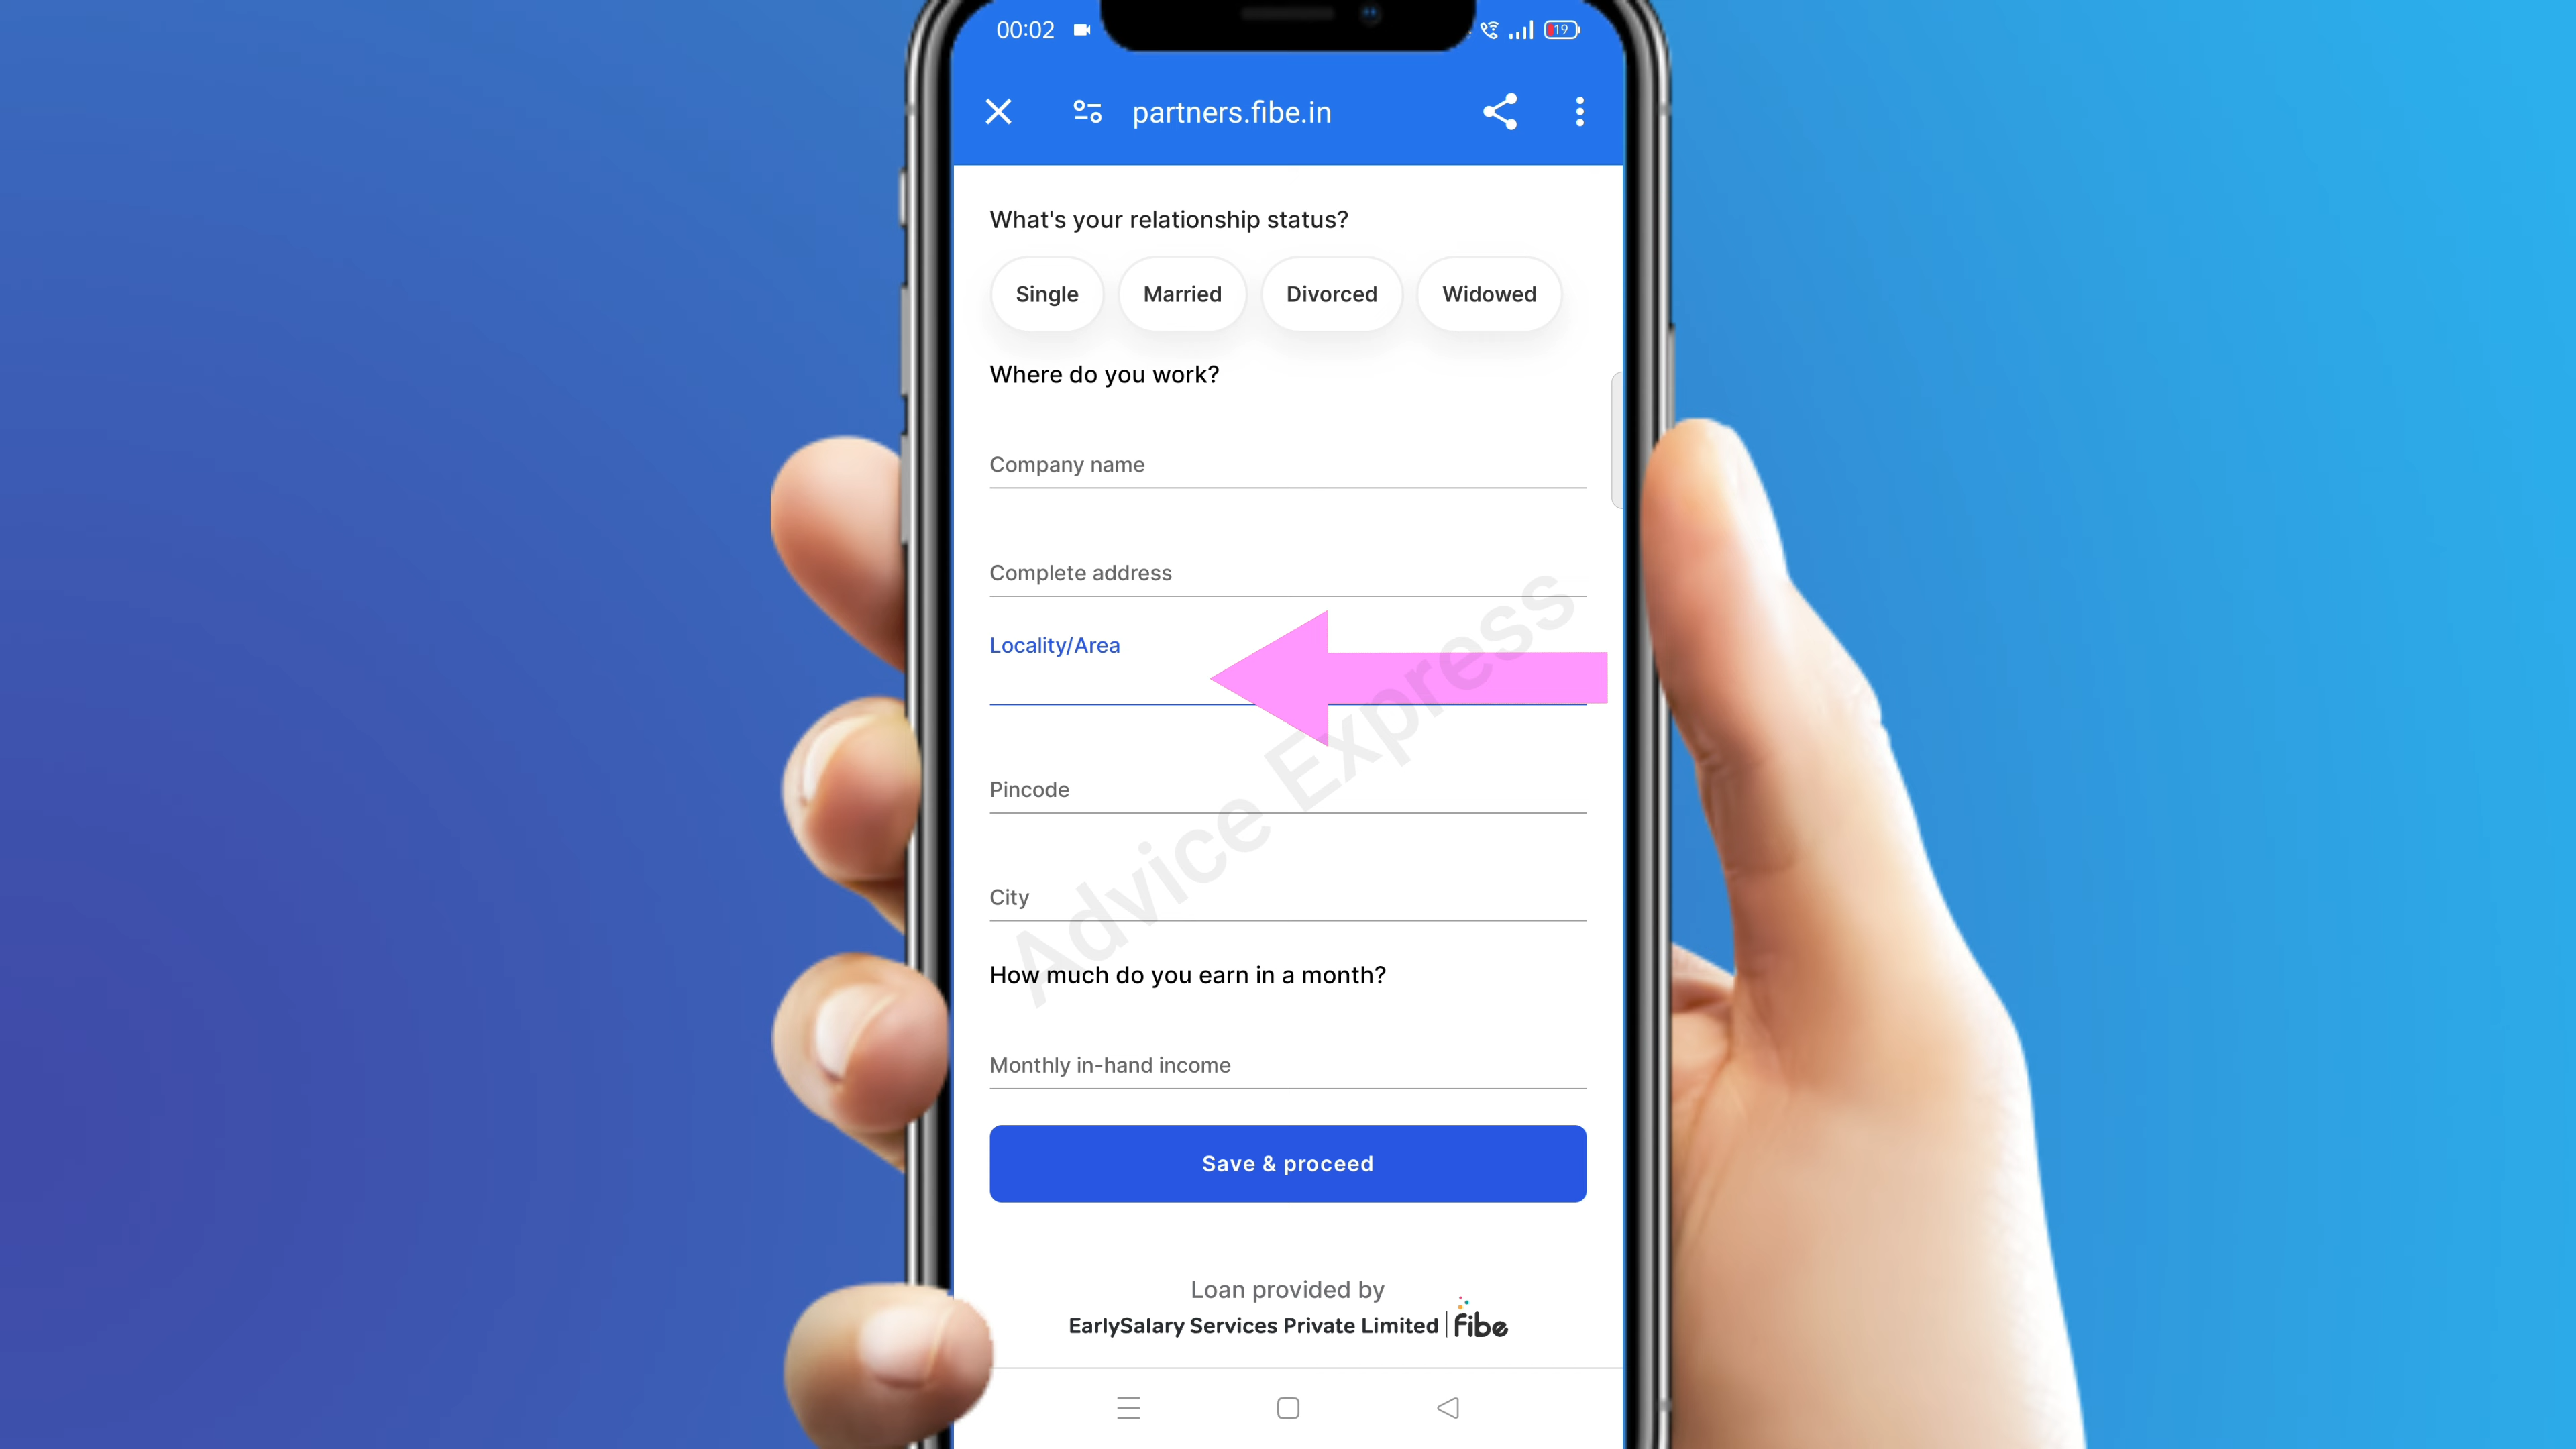 00:02
19
partners.fibe.in
What's your relationship status?
Single Married Divorced Widowed
Where do you work?
Company name
Complete address
Locality/Area
Pincode
City
How much do you earn in a month?
Monthly in-hand income
Save & proceed
Loan provided by
EarlySalary Services Private Limited | fibe
Advice Express